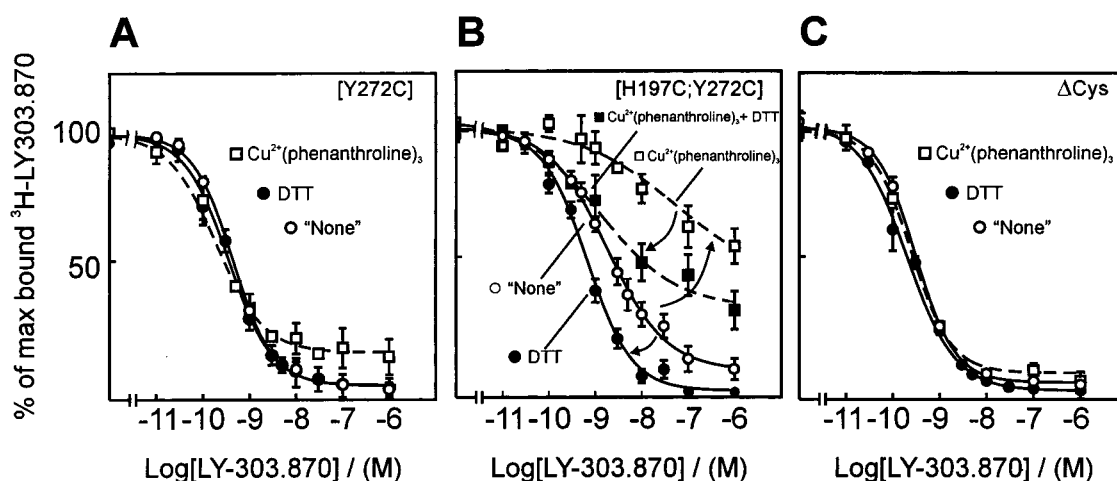 A
B
C
% of max bound ³H-LY303.870
100
50
[Y272C]
Cu²⁺(phenanthroline)₃
DTT
"None"
-11 -10 -9 -8 -7 -6
Log[LY-303.870] / (M)
[H197C;Y272C]
Cu²⁺(phenanthroline)₃ + DTT
Cu²⁺(phenanthroline)₃
"None"
DTT
-11 -10 -9 -8 -7 -6
Log[LY-303.870] / (M)
ΔCys
Cu²⁺(phenanthroline)₃
DTT
"None"
-11 -10 -9 -8 -7 -6
Log[LY-303.870] / (M)